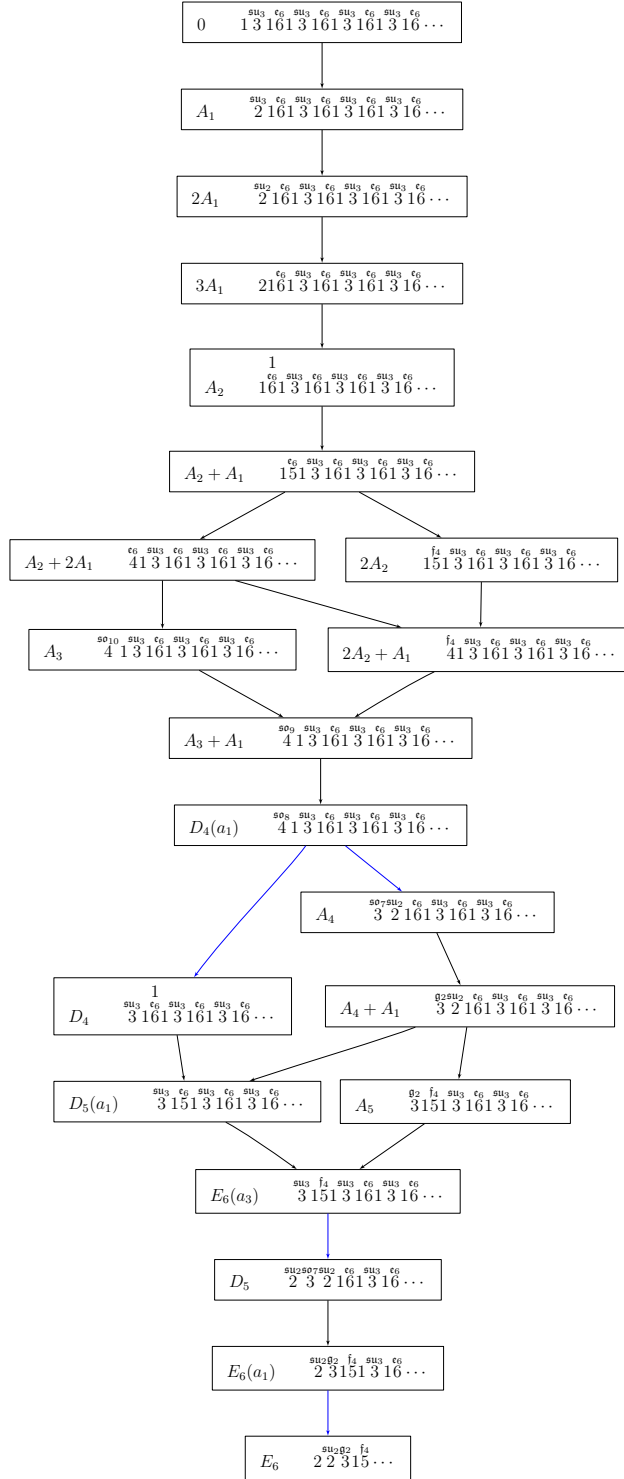 𝔰𝔲₃ 𝔢₆ 𝔰𝔲₃ 𝔢₆ 𝔰𝔲₃ 𝔢₆ 𝔰𝔲₃ 𝔢₆
0 1 3 1 6 1 3 1 6 1 3 1 6 1 3 1 6 ⋯
𝔰𝔲₃ 𝔢₆ 𝔰𝔲₃ 𝔢₆ 𝔰𝔲₃ 𝔢₆ 𝔰𝔲₃ 𝔢₆
A₁ 2 1 6 1 3 1 6 1 3 1 6 1 3 1 6 ⋯
𝔰𝔲₂ 𝔢₆ 𝔰𝔲₃ 𝔢₆ 𝔰𝔲₃ 𝔢₆ 𝔰𝔲₃ 𝔢₆
2A₁ 2 1 6 1 3 1 6 1 3 1 6 1 3 1 6 ⋯
𝔢₆ 𝔰𝔲₃ 𝔢₆ 𝔰𝔲₃ 𝔢₆ 𝔰𝔲₃ 𝔢₆
3A₁ 2 1 6 1 3 1 6 1 3 1 6 1 3 1 6 ⋯
1
𝔢₆ 𝔰𝔲₃ 𝔢₆ 𝔰𝔲₃ 𝔢₆ 𝔰𝔲₃ 𝔢₆
A₂ 1 6 1 3 1 6 1 3 1 6 1 3 1 6 ⋯
𝔢₆ 𝔰𝔲₃ 𝔢₆ 𝔰𝔲₃ 𝔢₆ 𝔰𝔲₃ 𝔢₆
A₂ + A₁ 1 5 1 3 1 6 1 3 1 6 1 3 1 6 ⋯
𝔢₆ 𝔰𝔲₃ 𝔢₆ 𝔰𝔲₃ 𝔢₆ 𝔰𝔲₃ 𝔢₆
A₂ + 2A₁ 4 1 3 1 6 1 3 1 6 1 3 1 6 ⋯
𝔣₄ 𝔰𝔲₃ 𝔢₆ 𝔰𝔲₃ 𝔢₆ 𝔰𝔲₃ 𝔢₆
2A₂ 1 5 1 3 1 6 1 3 1 6 1 3 1 6 ⋯
𝔰𝔬₁₀ 𝔰𝔲₃ 𝔢₆ 𝔰𝔲₃ 𝔢₆ 𝔰𝔲₃ 𝔢₆
A₃ 4 1 3 1 6 1 3 1 6 1 3 1 6 ⋯
𝔣₄ 𝔰𝔲₃ 𝔢₆ 𝔰𝔲₃ 𝔢₆ 𝔰𝔲₃ 𝔢₆
2A₂ + A₁ 4 1 3 1 6 1 3 1 6 1 3 1 6 ⋯
𝔰𝔬₉ 𝔰𝔲₃ 𝔢₆ 𝔰𝔲₃ 𝔢₆ 𝔰𝔲₃ 𝔢₆
A₃ + A₁ 4 1 3 1 6 1 3 1 6 1 3 1 6 ⋯
𝔰𝔬₈ 𝔰𝔲₃ 𝔢₆ 𝔰𝔲₃ 𝔢₆ 𝔰𝔲₃ 𝔢₆
D₄(a₁) 4 1 3 1 6 1 3 1 6 1 3 1 6 ⋯
𝔰𝔬₇ 𝔰𝔲₂ 𝔢₆ 𝔰𝔲₃ 𝔢₆ 𝔰𝔲₃ 𝔢₆
A₄ 3 2 1 6 1 3 1 6 1 3 1 6 ⋯
1
𝔰𝔲₃ 𝔢₆ 𝔰𝔲₃ 𝔢₆ 𝔰𝔲₃ 𝔢₆
D₄ 3 1 6 1 3 1 6 1 3 1 6 ⋯
𝔤₂ 𝔰𝔲₂ 𝔢₆ 𝔰𝔲₃ 𝔢₆ 𝔰𝔲₃ 𝔢₆
A₄ + A₁ 3 2 1 6 1 3 1 6 1 3 1 6 ⋯
𝔰𝔲₃ 𝔢₆ 𝔰𝔲₃ 𝔢₆ 𝔰𝔲₃ 𝔢₆
D₅(a₁) 3 1 5 1 3 1 6 1 3 1 6 ⋯
𝔤₂ 𝔣₄ 𝔰𝔲₃ 𝔢₆ 𝔰𝔲₃ 𝔢₆
A₅ 3 1 5 1 3 1 6 1 3 1 6 ⋯
𝔰𝔲₃ 𝔣₄ 𝔰𝔲₃ 𝔢₆ 𝔰𝔲₃ 𝔢₆
E₆(a₃) 3 1 5 1 3 1 6 1 3 1 6 ⋯
𝔰𝔲₂ 𝔰𝔬₇ 𝔰𝔲₂ 𝔢₆ 𝔰𝔲₃ 𝔢₆
D₅ 2 3 2 1 6 1 3 1 6 ⋯
𝔰𝔲₂ 𝔤₂ 𝔣₄ 𝔰𝔲₃ 𝔢₆
E₆(a₁) 2 3 1 5 1 3 1 6 ⋯
𝔰𝔲₂ 𝔤₂ 𝔣₄
E₆ 2 2 3 1 5 ⋯